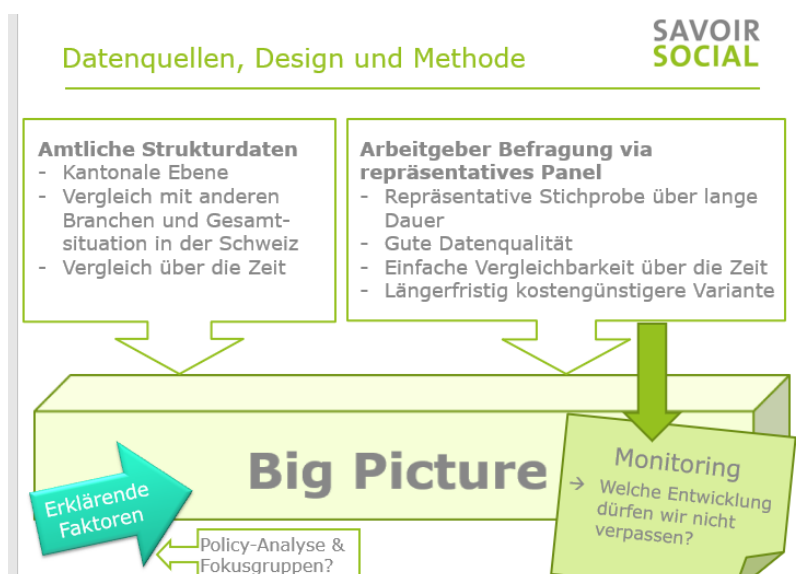 SAVOIR
SOCIAL
Datenquellen, Design und Methode
Amtliche Strukturdaten
- Kantonale Ebene
- Vergleich mit anderen
Branchen und Gesamt-
situation in der Schweiz
- Vergleich über die Zeit
Arbeitgeber Befragung via
repräsentatives Panel
- Repräsentative Stichprobe über lange
Dauer
- Gute Datenqualität
- Einfache Vergleichbarkeit über die Zeit
- Längerfristig kostengünstigere Variante
Big Picture
Erklärende
Faktoren
Policy-Analyse &
Fokusgruppen?
Monitoring
→ Welche Entwicklung
dürfen wir nicht
verpassen?